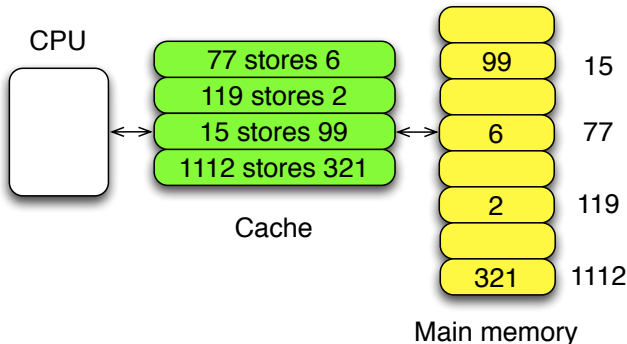 CPU
77 stores 6
119 stores 2
15 stores 99
1112 stores 321
Cache
99 15
6 77
2 119
321 1112
Main memory